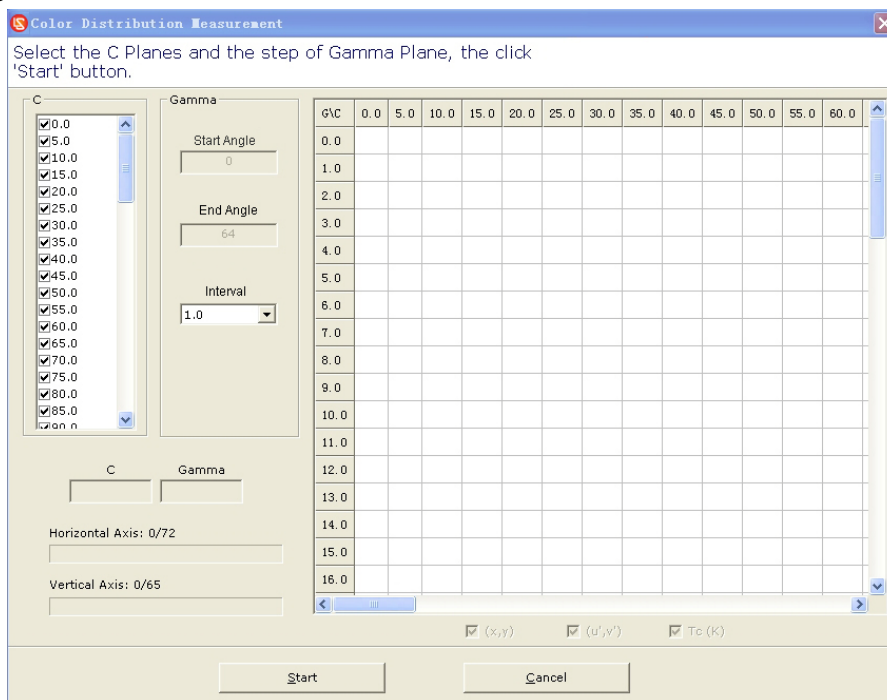 Color Distribution Measurement
Select the C Planes and the step of Gamma Plane, the click
'Start' button.
C
0.0
5.0
10.0
15.0
20.0
25.0
30.0
35.0
40.0
45.0
50.0
55.0
60.0
65.0
70.0
75.0
80.0
85.0
90.0
Gamma
Start Angle
0
End Angle
64
Interval
1.0
G\C 0.0 5.0 10.0 15.0 20.0 25.0 30.0 35.0 40.0 45.0 50.0 55.0 60.0
0.0
1.0
2.0
3.0
4.0
5.0
6.0
7.0
8.0
9.0
10.0
11.0
12.0
13.0
14.0
15.0
16.0
C Gamma
Horizontal Axis: 0/72
Vertical Axis: 0/65
(x,y) (u',v') Tc(K)
Start Cancel